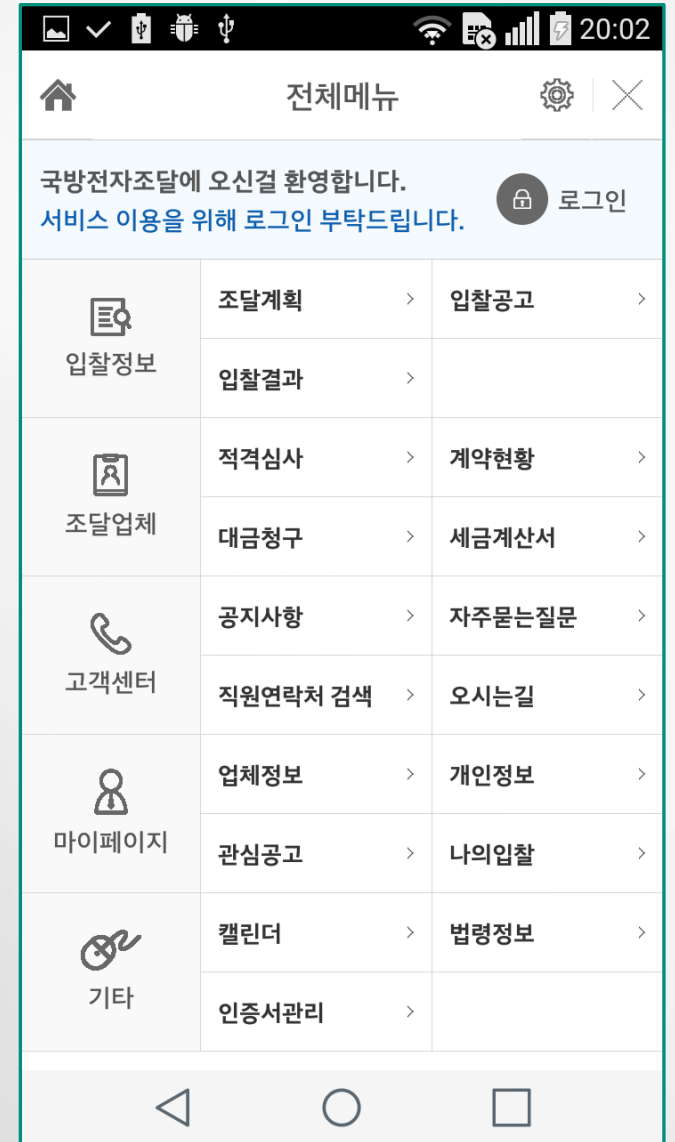 20:02
전체메뉴
국방전자조달에 오신걸 환영합니다.
서비스 이용을 위해 로그인 부탁드립니다.
로그인
입찰정보
조달계획
입찰공고
입찰결과
조달업체
적격심사
계약현황
대금청구
세금계산서
고객센터
공지사항
자주묻는질문
직원연락처 검색
오시는길
마이페이지
업체정보
개인정보
관심공고
나의입찰
기타
캘린더
법령정보
인증서관리